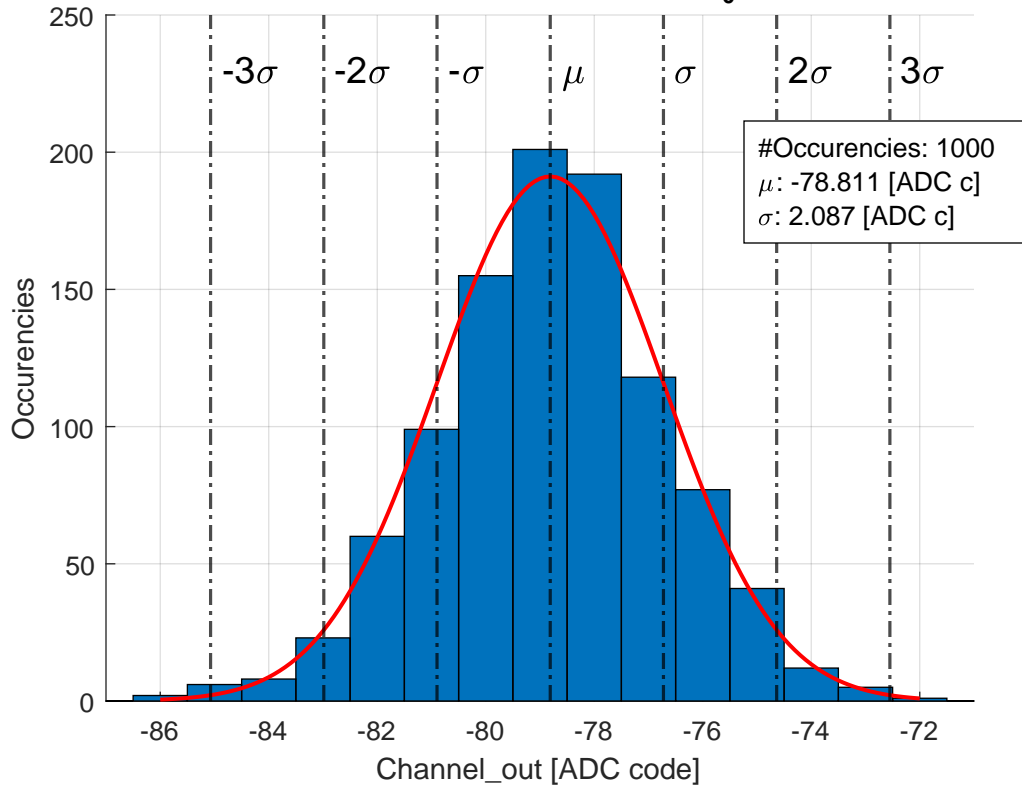 250
200
150
100
50
0
-3σ -2σ -σ μ σ 2σ 3σ
#Occurencies: 1000
μ: -78.811 [ADC c]
σ: 2.087 [ADC c]
Occurencies
-86 -84 -82 -80 -78 -76 -74 -72
Channel_out [ADC code]